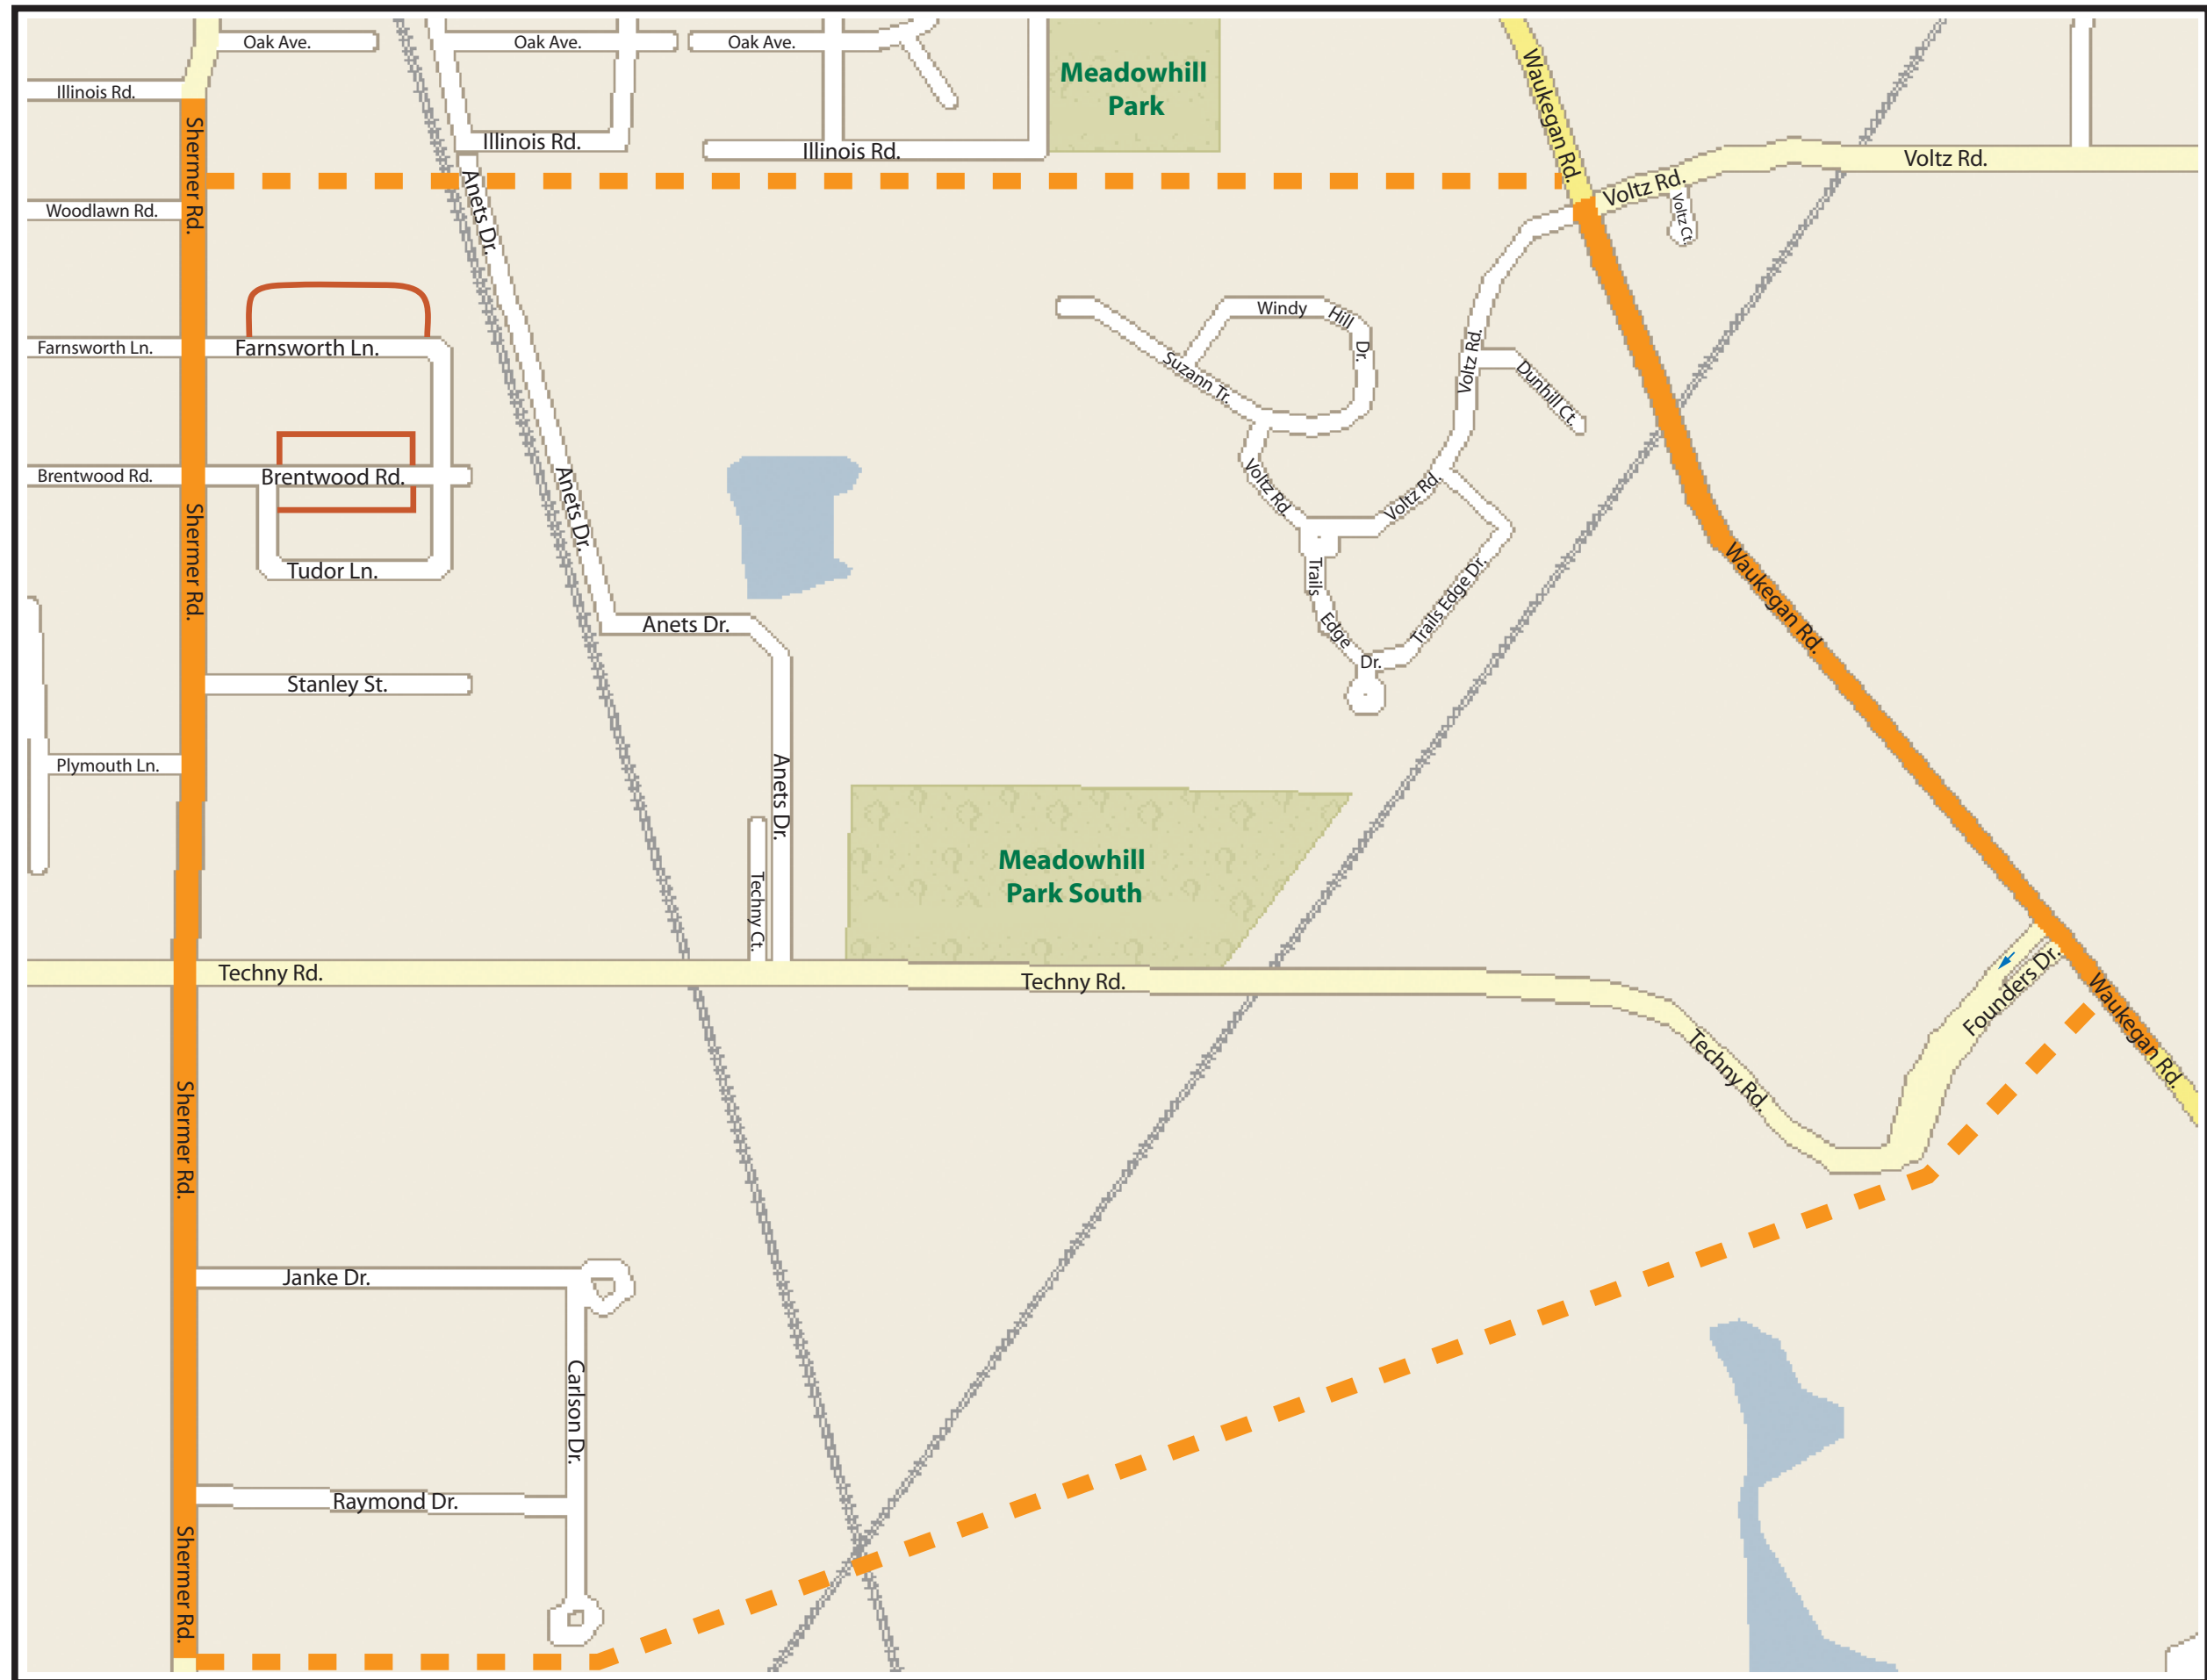 Oak Ave.
Oak Ave.
Oak Ave.
Meadowhill
Park
Waukegan Rd.
Illinois Rd.
Shermer Rd.
Illinois Rd.
Illinois Rd.
Voltz Rd.
Voltz Rd.
Voltz Ct
Woodlawn Rd.
Anets Dr.
Windy Hill Dr.
Farnsworth Ln.
Farnsworth Ln.
Suzann Tr.
Voltz Rd.
Dunhill Ct.
Brentwood Rd.
Brentwood Rd.
Anets Dr.
Voltz Rd.
Voltz Rd.
Shermer Rd.
Tudor Ln.
Trails Edge Dr.
Trails Edge Dr.
Waukegan Rd.
Anets Dr.
Stanley St.
Plymouth Ln.
Anets Dr.
Meadowhill
Park South
Techny Ct.
Techny Rd.
Techny Rd.
Founders Dr.
Waukegan Rd.
Techny Rd.
Shermer Rd.
Janke Dr.
Carlson Dr.
Raymond Dr.
Shermer Rd.